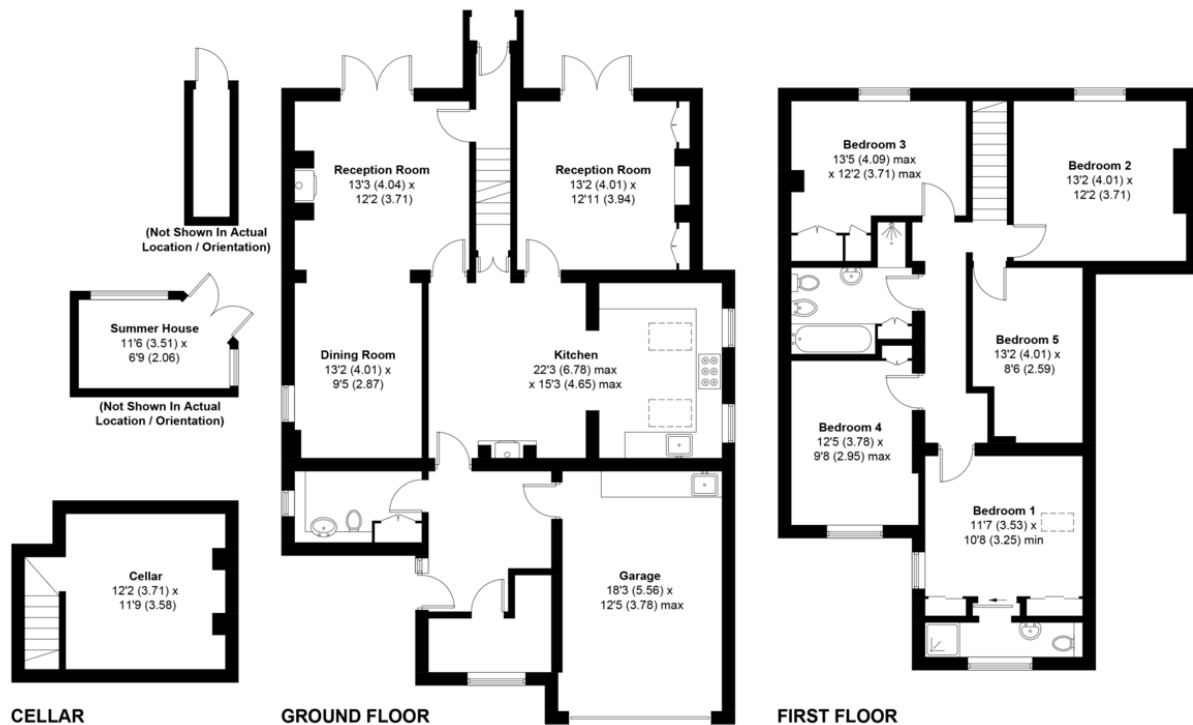 (Not Shown In Actual
Location / Orientation)
Summer House
11'6 (3.51) x
6'9 (2.06)
(Not Shown In Actual
Location / Orientation)
Cellar
12'2 (3.71) x
11'9 (3.58)
CELLAR
Reception Room
13'3 (4.04) x
12'2 (3.71)
Reception Room
13'2 (4.01) x
12'11 (3.94)
Dining Room
13'2 (4.01) x
9'5 (2.87)
Kitchen
22'3 (6.78) max
x 15'3 (4.65) max
Garage
18'3 (5.56) x
12'5 (3.78) max
GROUND FLOOR
Bedroom 3
13'5 (4.09) max
x 12'2 (3.71) max
Bedroom 2
13'2 (4.01) x
12'2 (3.71)
Bedroom 5
13'2 (4.01) x
8'6 (2.59)
Bedroom 4
12'5 (3.78) x
9'8 (2.95) max
Bedroom 1
11'7 (3.53) x
10'8 (3.25) min
FIRST FLOOR